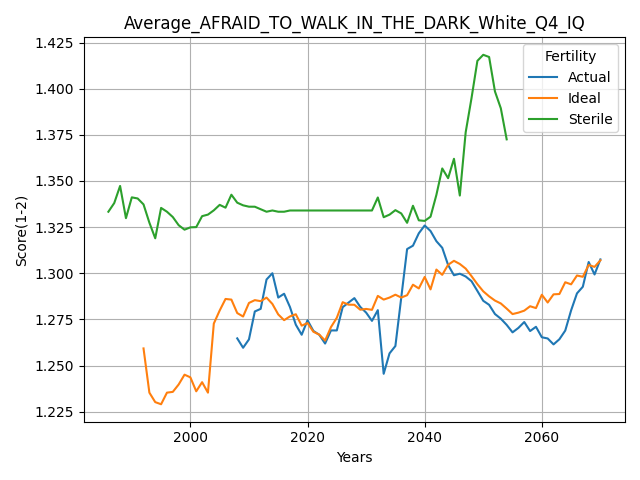 Average_AFRAID_TO_WALK_IN_THE_DARK_White_Q4_IQ
Score(1-2)
1.425
1.400
1.375
1.350
1.325
1.300
1.275
1.250
1.225
Fertility
Actual
Ideal
Sterile
2000
2020
2040
2060
Years